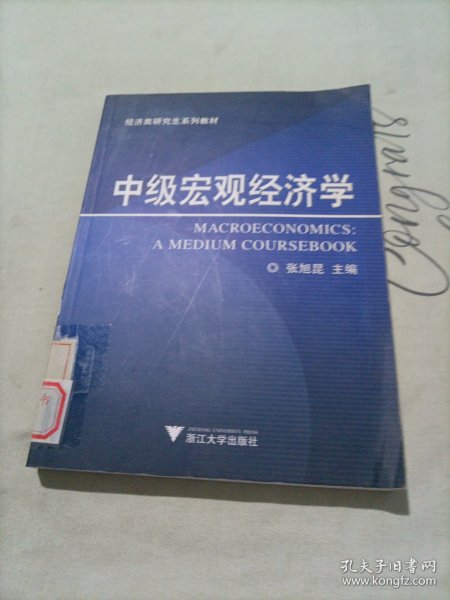 经济类研究生系列教材
中级宏观经济学
MACROECONOMICS:
A MEDIUM COURSEBOOK
◎ 张旭昆 主编
Congrats
书
ZHEJIANG UNIVERSITY PRESS
浙江大学出版社
孔夫子旧书网
www.kongfz.com